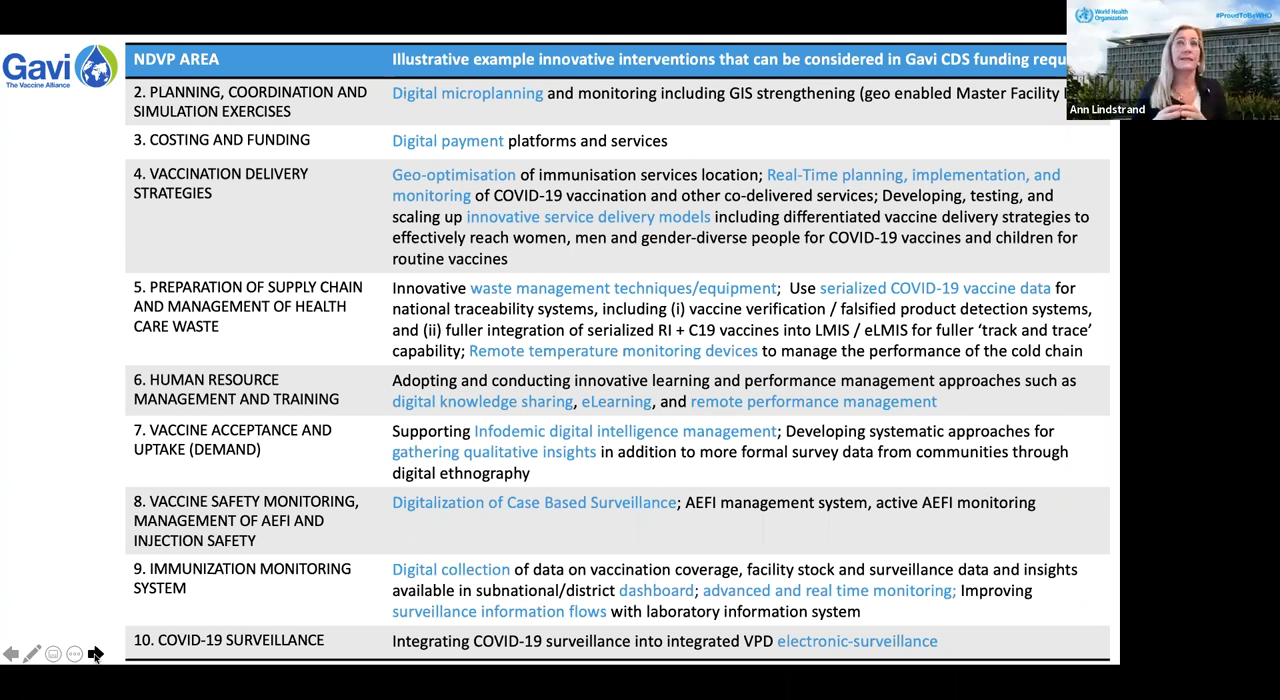 World Health
Organization
#ProudToBeWHO
Ann Lindstrand
Gavi
The Vaccine Alliance
NDVP AREA
Illustrative example innovative interventions that can be considered in Gavi CDS funding requ
2. PLANNING, COORDINATION AND
SIMULATION EXERCISES
Digital microplanning and monitoring including GIS strengthening (geo enabled Master Facility
3. COSTING AND FUNDING
Digital payment platforms and services
4. VACCINATION DELIVERY
STRATEGIES
Geo-optimisation of immunisation services location; Real-Time planning, implementation, and
monitoring of COVID-19 vaccination and other co-delivered services; Developing, testing, and
scaling up innovative service delivery models including differentiated vaccine delivery strategies to
effectively reach women, men and gender-diverse people for COVID-19 vaccines and children for
routine vaccines
5. PREPARATION OF SUPPLY CHAIN
AND MANAGEMENT OF HEALTH
CARE WASTE
Innovative waste management techniques/equipment; Use serialized COVID-19 vaccine data for
national traceability systems, including (i) vaccine verification / falsified product detection systems,
and (ii) fuller integration of serialized RI + C19 vaccines into LMIS / eLMIS for fuller ‘track and trace’
capability; Remote temperature monitoring devices to manage the performance of the cold chain
6. HUMAN RESOURCE
MANAGEMENT AND TRAINING
Adopting and conducting innovative learning and performance management approaches such as
digital knowledge sharing, eLearning, and remote performance management
7. VACCINE ACCEPTANCE AND
UPTAKE (DEMAND)
Supporting Infodemic digital intelligence management; Developing systematic approaches for
gathering qualitative insights in addition to more formal survey data from communities through
digital ethnography
8. VACCINE SAFETY MONITORING,
MANAGEMENT OF AEFI AND
INJECTION SAFETY
Digitalization of Case Based Surveillance; AEFI management system, active AEFI monitoring
9. IMMUNIZATION MONITORING
SYSTEM
Digital collection of data on vaccination coverage, facility stock and surveillance data and insights
available in subnational/district dashboard; advanced and real time monitoring; Improving
surveillance information flows with laboratory information system
10. COVID-19 SURVEILLANCE
Integrating COVID-19 surveillance into integrated VPD electronic-surveillance